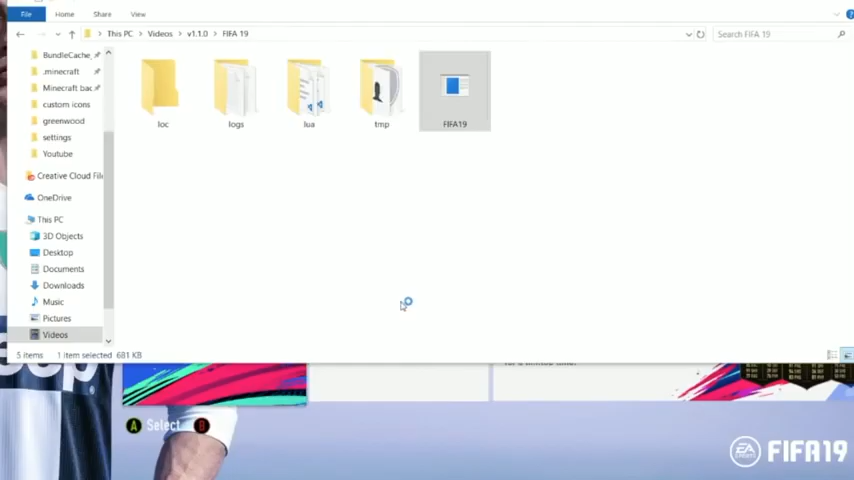 File Home Share View
This PC Videos v1.1.0 FIFA 19 Search FIFA 19
BundleCache
.minecraft
Minecraft bac
custom icons
greenwood
settings
Youtube
Creative Cloud File
OneDrive
This PC
3D Objects
Desktop
Documents
Downloads
Music
Pictures
Videos
loc logs lua tmp FIFA19
5 items 1 item selected 681 KB
A Select B
EA SPORTS FIFA19